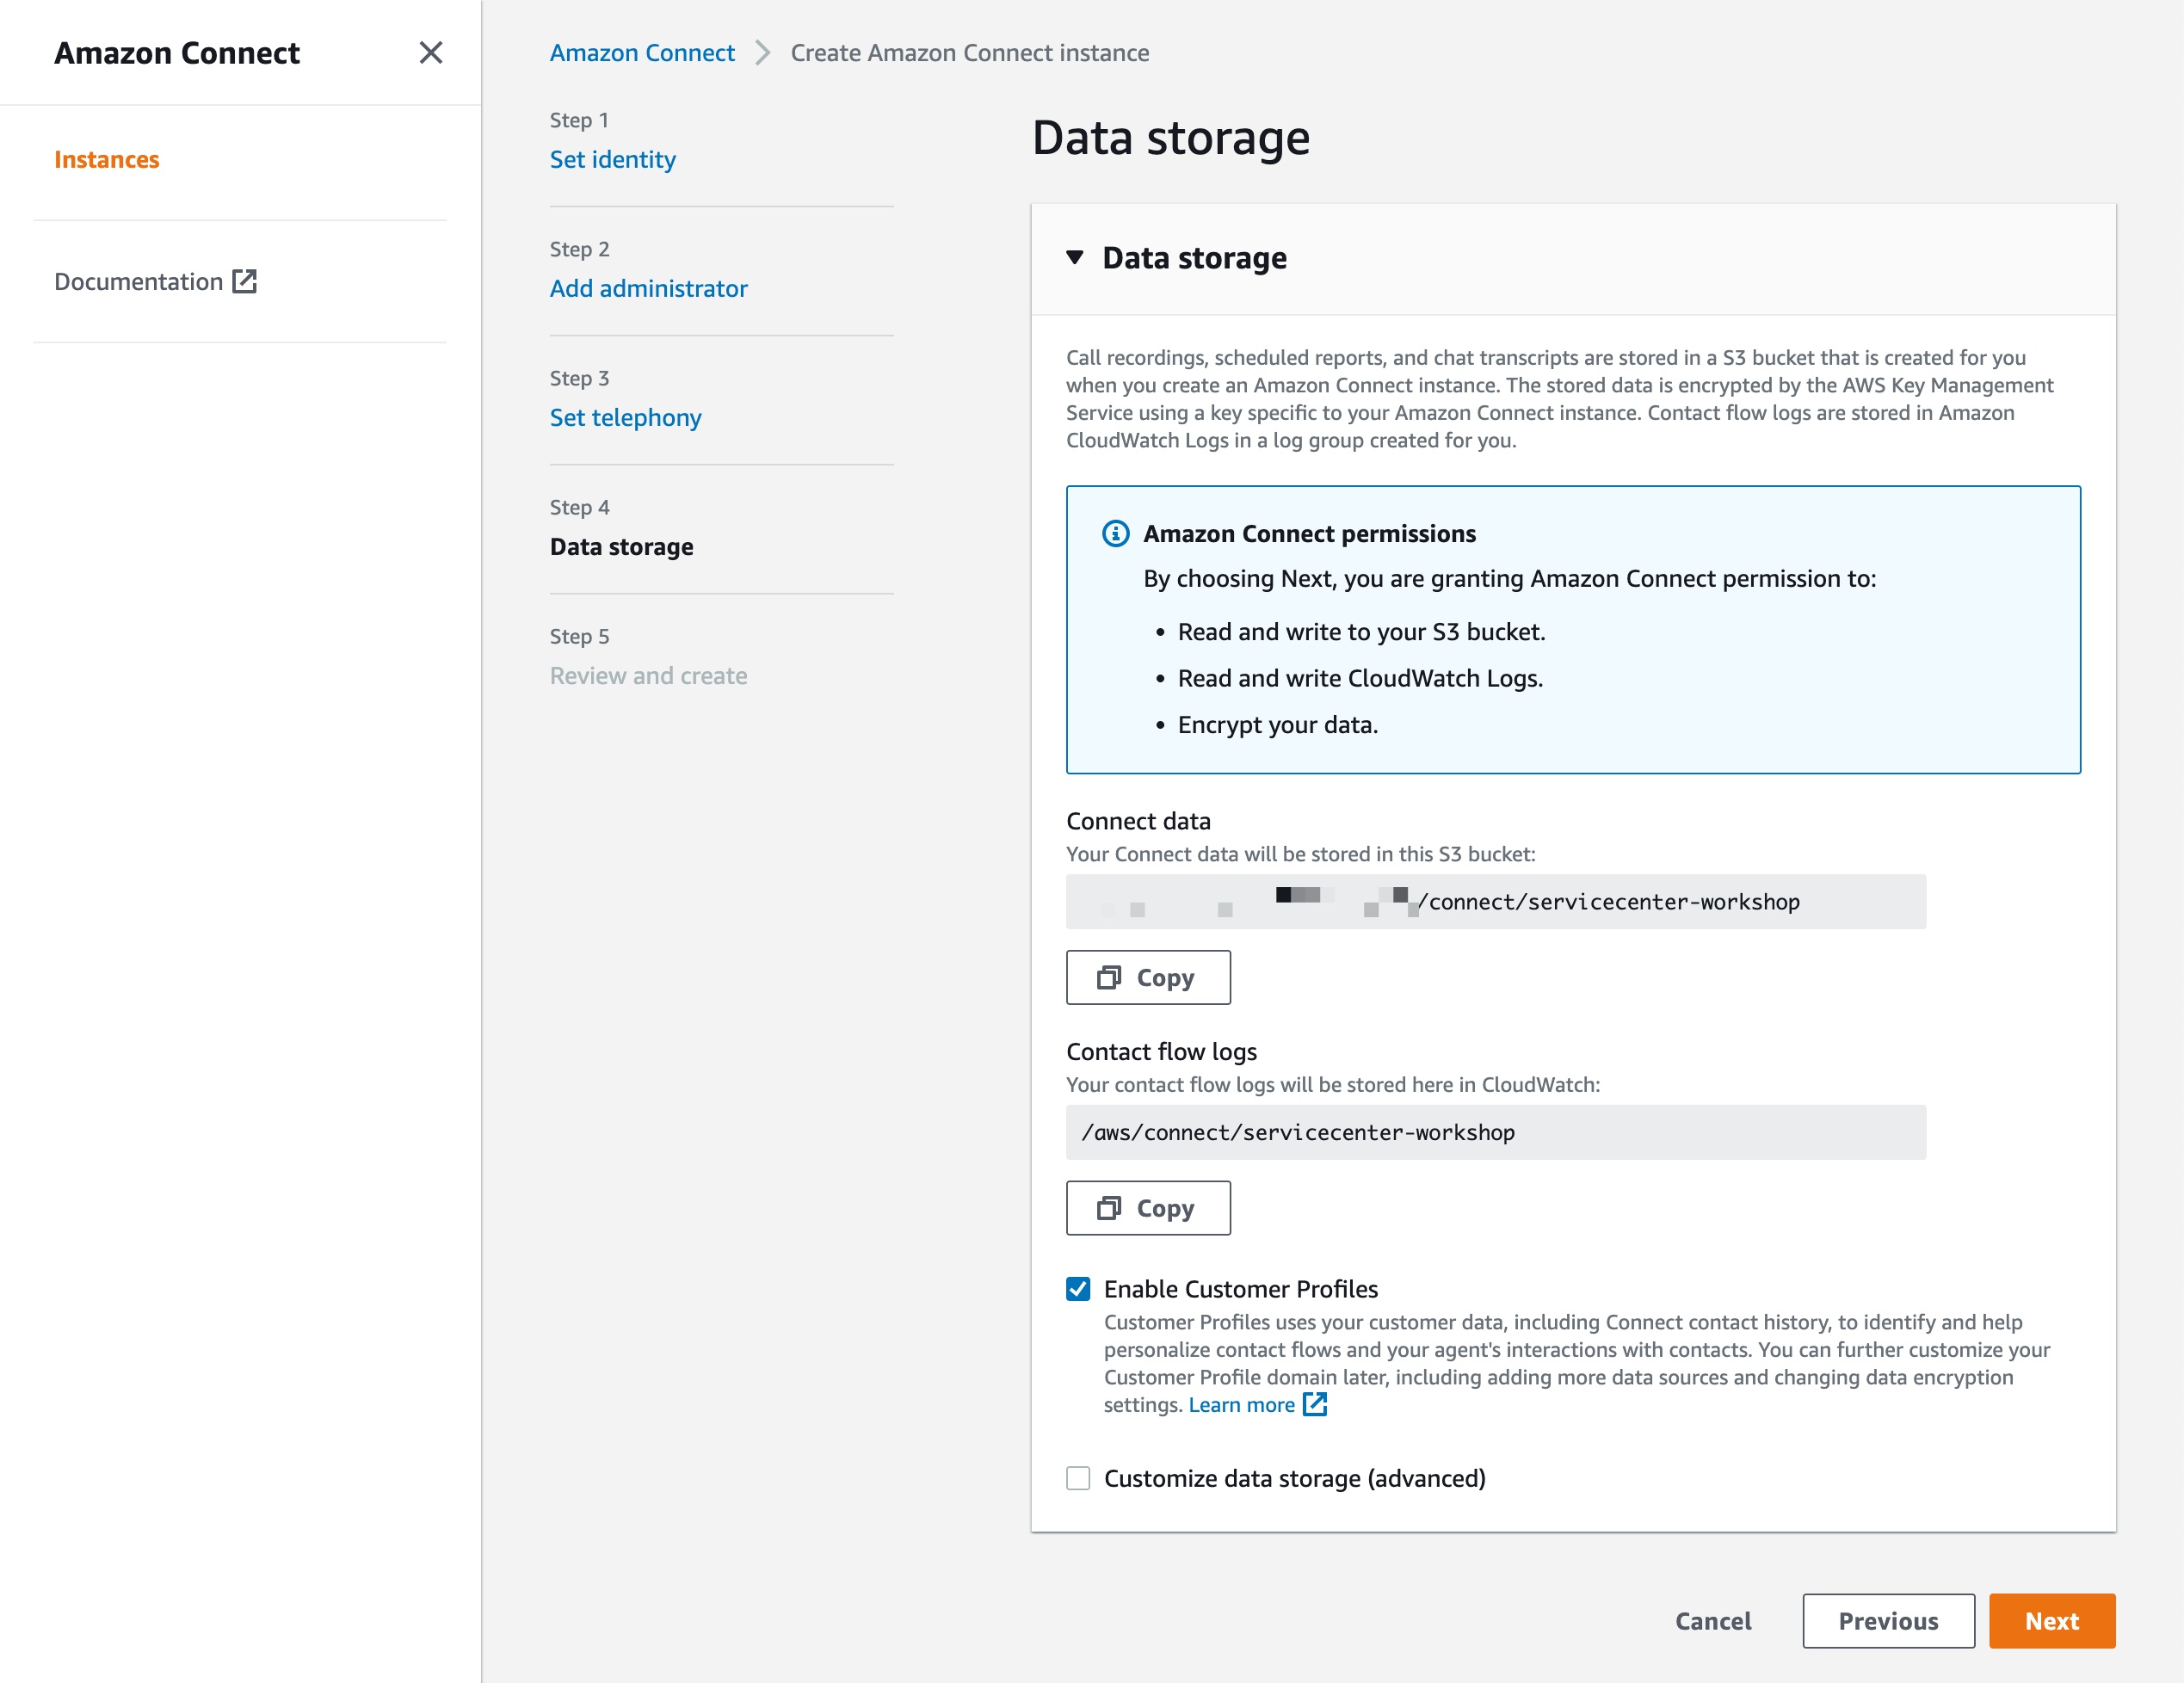 Amazon Connect
Instances
Documentation
Amazon Connect > Create Amazon Connect instance
Step 1
Set identity
Step 2
Add administrator
Step 3
Set telephony
Step 4
Data storage
Step 5
Review and create
Data storage
Data storage
Call recordings, scheduled reports, and chat transcripts are stored in a S3 bucket that is created for you
when you create an Amazon Connect instance. The stored data is encrypted by the AWS Key Management
Service using a key specific to your Amazon Connect instance. Contact flow logs are stored in Amazon
CloudWatch Logs in a log group created for you.
Amazon Connect permissions
By choosing Next, you are granting Amazon Connect permission to:
• Read and write to your S3 bucket.
• Read and write CloudWatch Logs.
• Encrypt your data.
Connect data
Your Connect data will be stored in this S3 bucket:
/connect/servicecenter-workshop
Copy
Contact flow logs
Your contact flow logs will be stored here in CloudWatch:
/aws/connect/servicecenter-workshop
Copy
Enable Customer Profiles
Customer Profiles uses your customer data, including Connect contact history, to identify and help
personalize contact flows and your agent's interactions with contacts. You can further customize your
Customer Profile domain later, including adding more data sources and changing data encryption
settings. Learn more
Customize data storage (advanced)
Cancel
Previous
Next